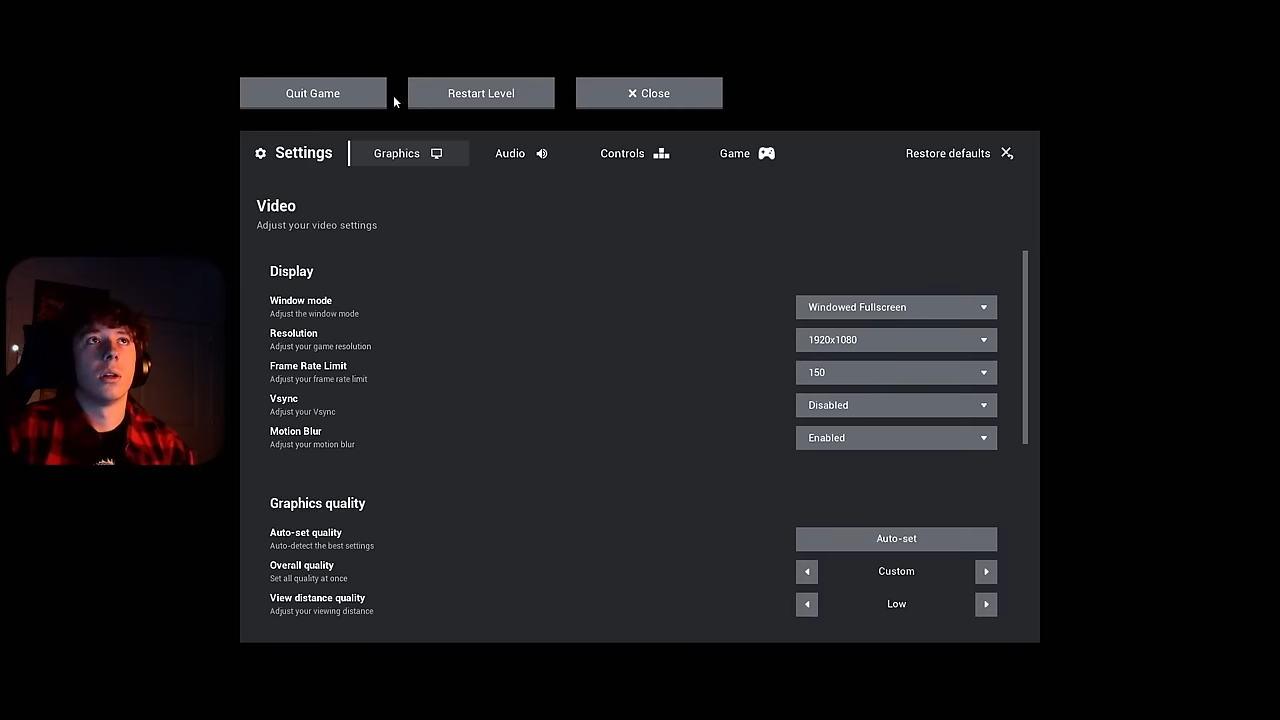 Quit Game
Restart Level
Close
Settings
Graphics
Audio
Controls
Game
Restore defaults
Video
Adjust your video settings
Display
Window mode
Adjust the window mode
Windowed Fullscreen
Resolution
Adjust your game resolution
1920x1080
Frame Rate Limit
Adjust your frame rate limit
150
Vsync
Adjust your Vsync
Disabled
Motion Blur
Adjust your motion blur
Enabled
Graphics quality
Auto-set quality
Auto-detect the best settings
Auto-set
Overall quality
Set all quality at once
Custom
View distance quality
Adjust your viewing distance
Low